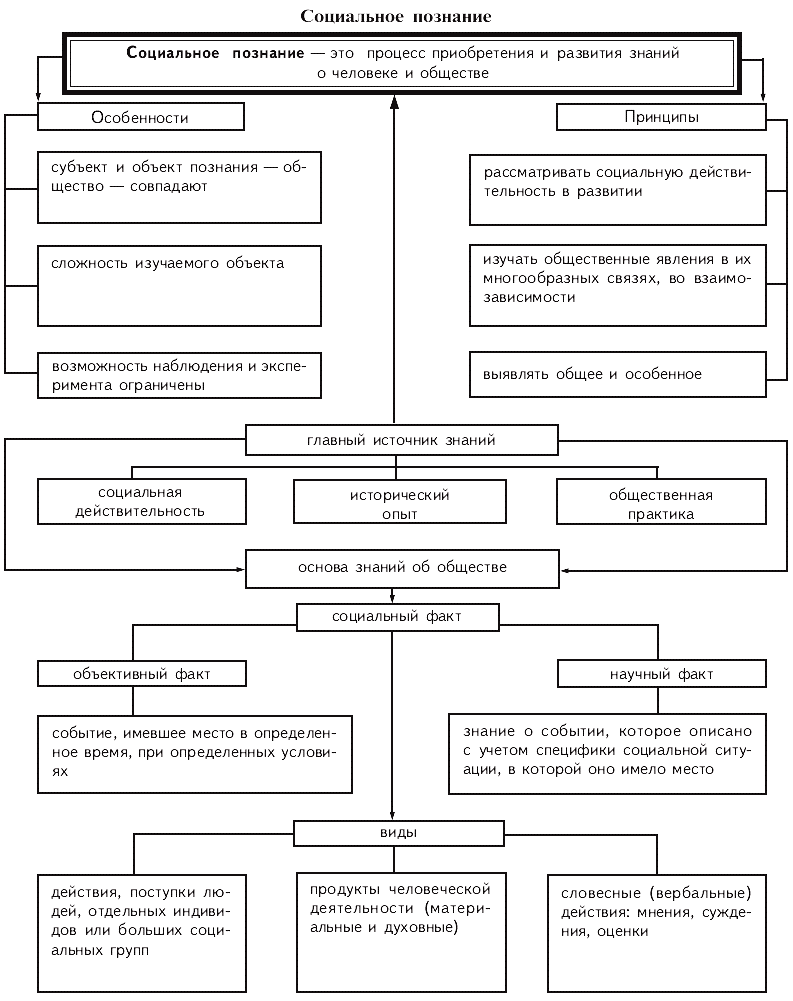 Социальное познание
Социальное познание — это процесс приобретения и развития знаний
о человеке и обществе
Особенности
Принципы
субъект и объект познания — об-
щество — совпадают
рассматривать социальную действи-
тельность в развитии
сложность изучаемого объекта
изучать общественные явления в их
многообразных связях, во взаимо-
зависимости
возможность наблюдения и экспе-
римента ограничены
выявлять общее и особенное
главный источник знаний
социальная
действительность
исторический
опыт
общественная
практика
основа знаний об обществе
социальный факт
объективный факт
научный факт
событие, имевшее место в определен-
ное время, при определенных услови-
ях
знание о событии, которое описано
с учетом специфики социальной ситу-
ации, в которой оно имело место
виды
действия, поступки лю-
дей, отдельных индиви-
дов или больших соци-
альных групп
продукты человеческой
деятельности (матери-
альные и духовные)
словесные (вербальные)
действия: мнения, сужде-
ния, оценки